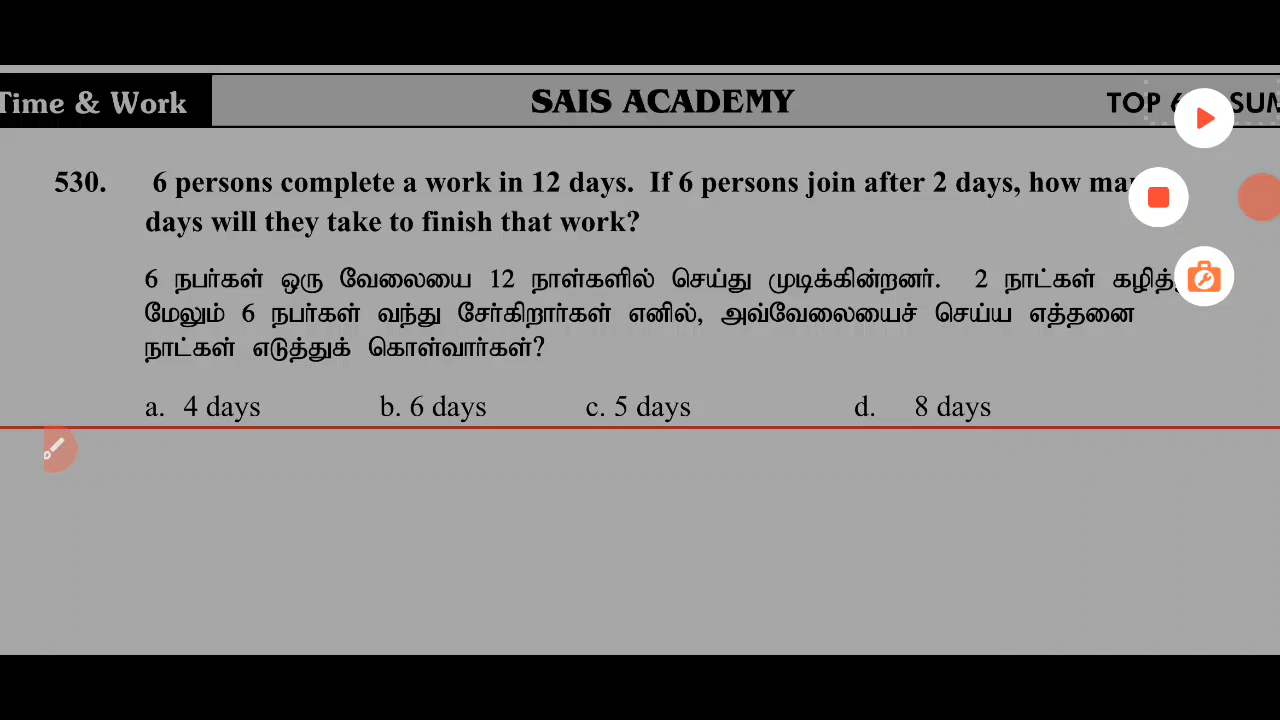 Time & Work
SAIS ACADEMY
TOP SUM
530. 6 persons complete a work in 12 days. If 6 persons join after 2 days, how
days will they take to finish that work?
6 நபர்கள் ஒரு வேலையை 12 நாள்களில் செய்து முடிக்கின்றனர். 2 நாட்கள்
மேலும் 6 நபர்கள் வந்து சேர்கிறார்கள் எனில், அவ்வேலையைச் செய்ய எத்தனை
நாட்கள் எடுத்துக் கொள்வார்கள்?
a. 4 days b. 6 days c. 5 days d. 8 days